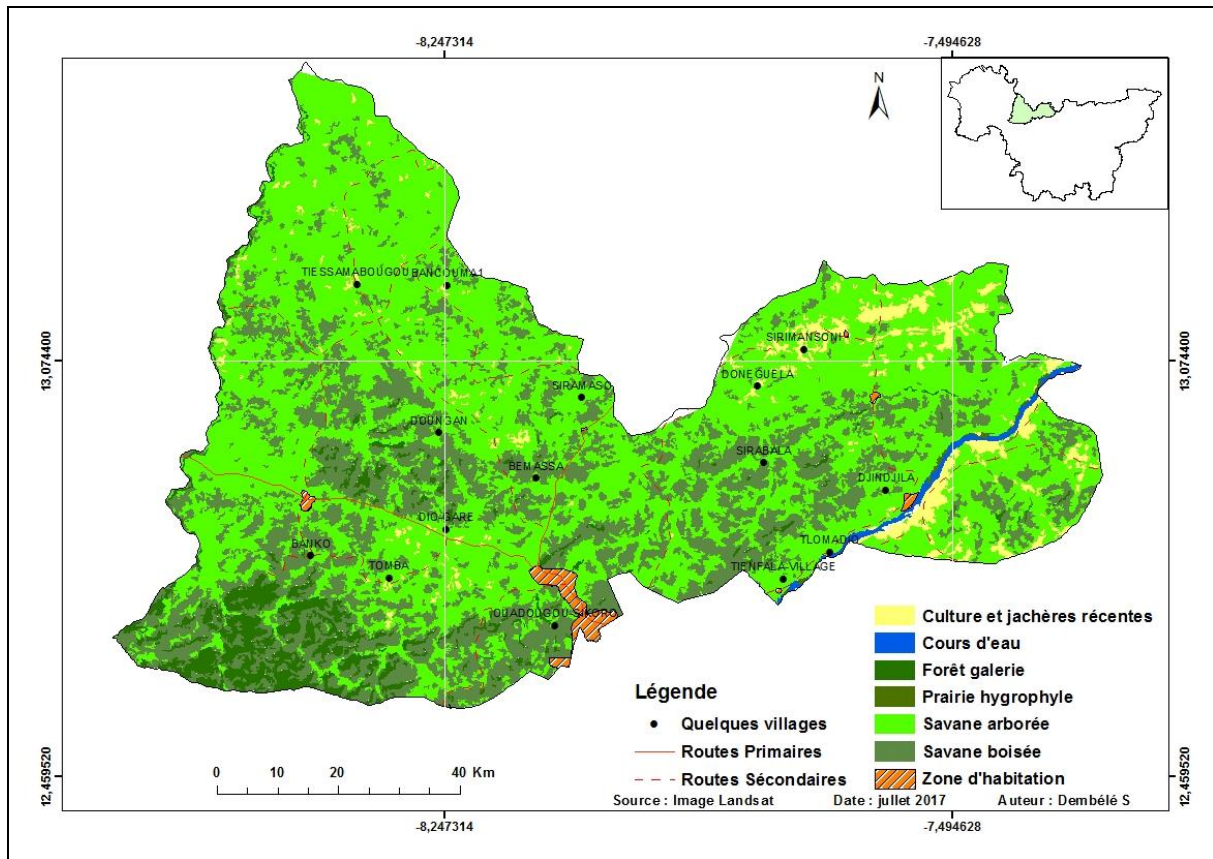 -8,247314
-7,494628
N
13,074400
13,074400
TIESSAMABOUGOU
BANCOUMA1
SIRIMANSONI
DONEGUELA
SIRAMASO
DOUNGAN
SIRABALA
BEMASSA
DJINDJILA
DIO-GARE
BANKO
TLOMADIO
TOMBA
TIENFALA-VILLAGE
OUADOUGOU-SIKORO
Culture et jachères récentes
Cours d'eau
Forêt galerie
Légende
Prairie hygrophyle
Quelques villages
Savane arborée
Routes Primaires
Savane boisée
Routes Sécondaires
Zone d'habitation
0 10 20 40 Km
Source : Image Landsat Date : juillet 2017 Auteur : Dembélé S
12,459520
12,459520
-8,247314
-7,494628